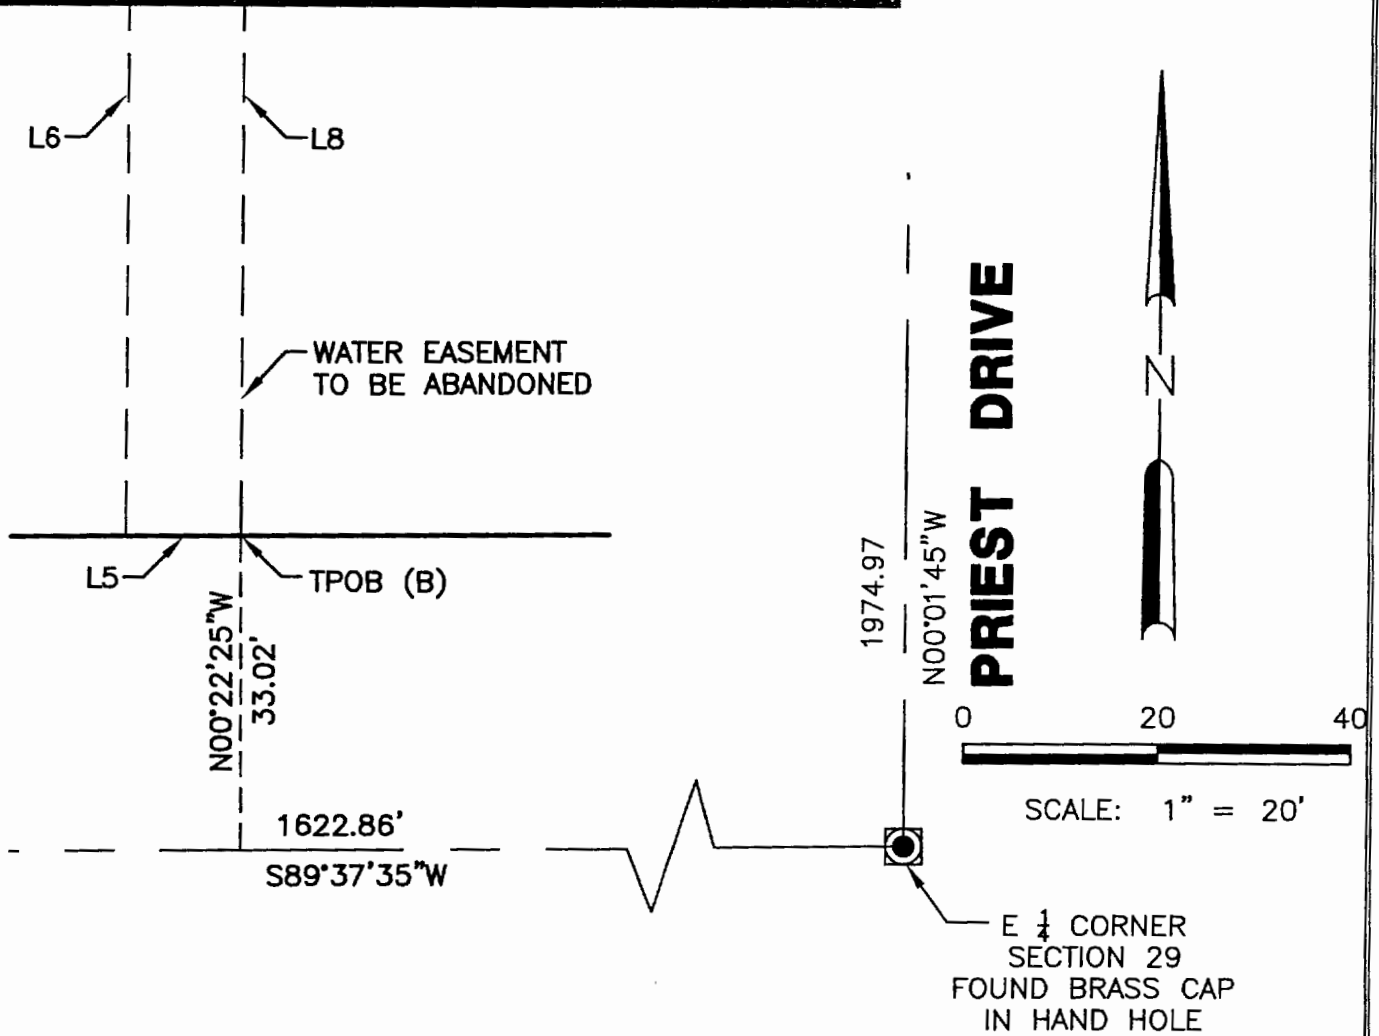 L6
L8
WATER EASEMENT
TO BE ABANDONED
L5
TPOB (B)
N00°22'25"W
33.02'
1622.86'
S89°37'35"W
1974.97
N00°01'45"W
PRIEST DRIVE
N
0 20 40
SCALE: 1" = 20'
E 1/4 CORNER
SECTION 29
FOUND BRASS CAP
IN HAND HOLE